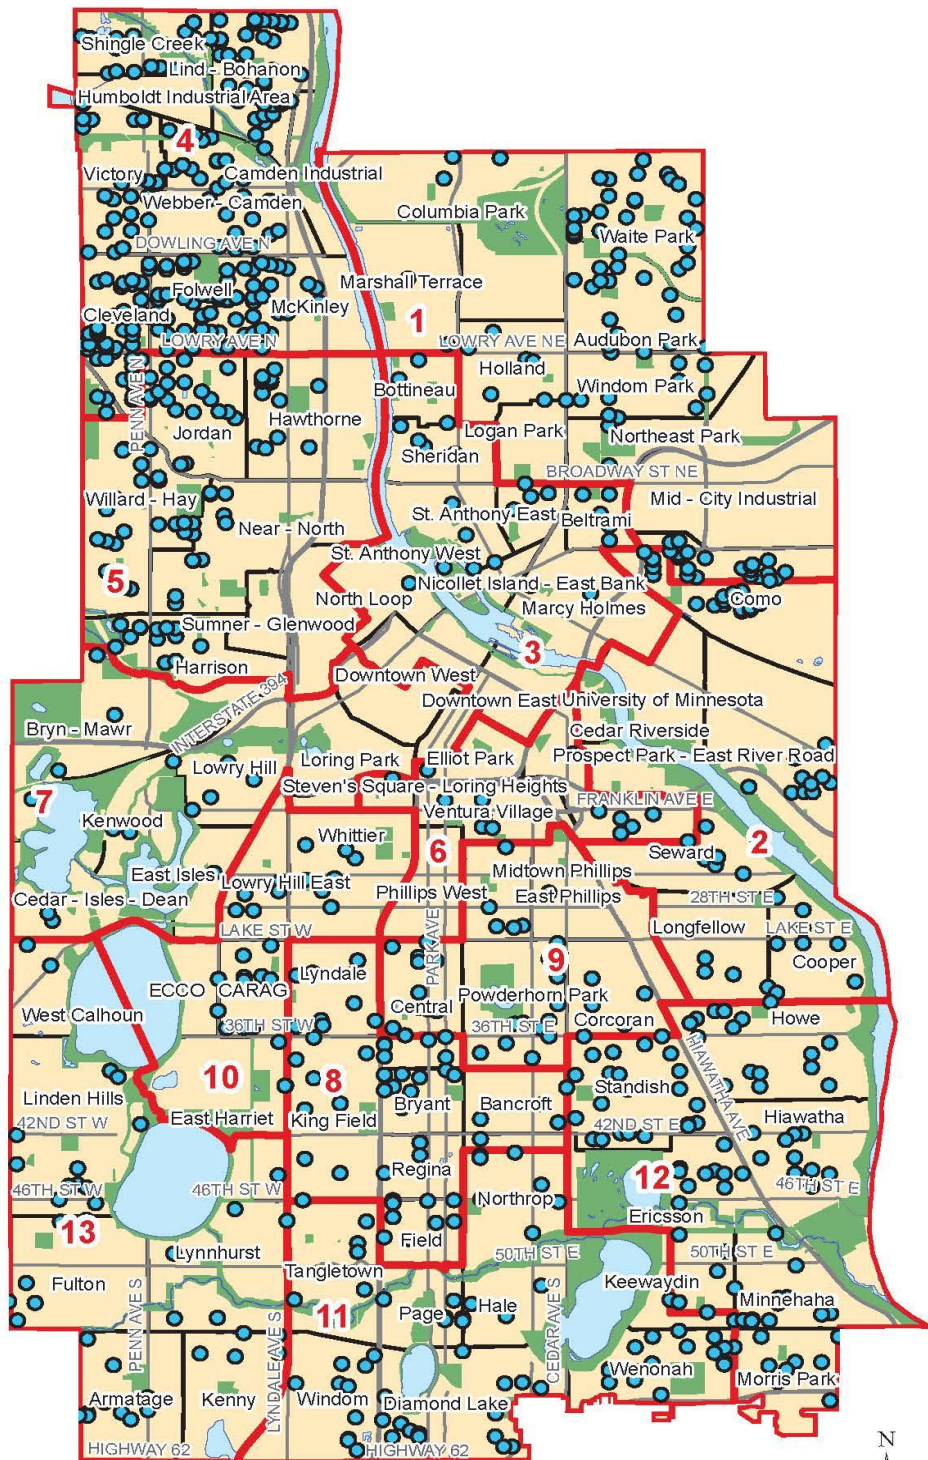 Shingle Creek
Lind - Bohanon
Humboldt Industrial Area
4
Victory
Camden Industrial
Webber - Camden
Columbia Park
DOWLING AVE N
Waite Park
Folwell
Marshall Terrace
McKinley
Cleveland
1
LOWRY AVE N
LOWRY AVE NE
Audubon Park
Holland
PENN AVE N
Bottineau
Windom Park
Hawthorne
Jordan
Logan Park
Northeast Park
Sheridan
BROADWAY ST NE
Willard - Hay
Mid - City Industrial
St. Anthony East
Beltrami
Near - North
St. Anthony West
5
Nicollet Island - East Bank
North Loop
Marcy Holmes
Como
Sumner - Glenwood
3
Harrison
Downtown West
INTERSTATE 394
Downtown East
University of Minnesota
Bryn - Mawr
Cedar Riverside
Lowry Hill
Loring Park
Elliot Park
Prospect Park - East River Road
Steven's Square - Loring Heights
7
FRANKLIN AVE E
Kenwood
Ventura Village
Whittier
6
2
Seward
East Isles
Lowry Hill East
Midtown Phillips
Phillips West
East Phillips
28TH ST E
Cedar - Isles - Dean
LAKE ST W
Longfellow
LAKE ST E
PARK AVE
Lyndale
9
Cooper
ECCO
CARAG
Powderhorn Park
West Calhoun
Central
36TH ST W
36TH ST E
Corcoran
Howe
10
8
HIAWATHA AVE
Standish
Linden Hills
Bryant
Bancroft
East Harriet
King Field
Hiawatha
42ND ST W
42ND ST E
Regina
12
46TH ST W
46TH ST W
46TH ST E
Northrop
13
Ericsson
Field
Lynnhurst
50TH ST E
50TH ST E
Tangletown
Fulton
Keewaydin
PENN AVE S
LYNDALE AVE S
11
Page
Hale
CEDAR AVE S
Minnehaha
Wenonah
Armatage
Kenny
Windom
Diamond Lake
Morris Park
HIGHWAY 62
HIGHWAY 62
N